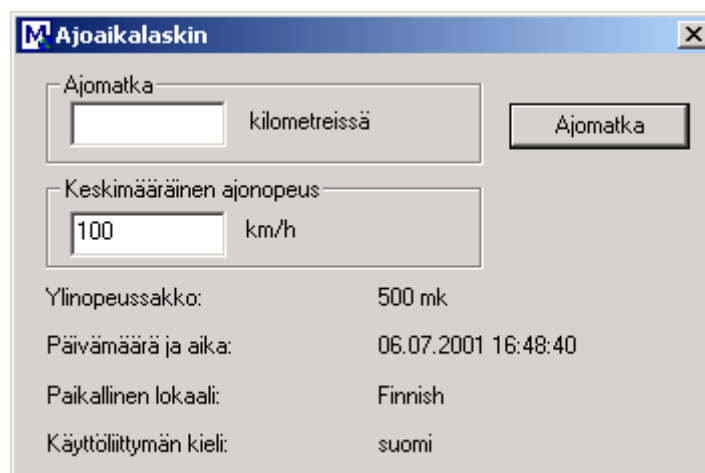 Ajoaikalaskin
Ajomatka
kilometreissä
Ajomatka
Keskimääräinen ajonopeus
100 km/h
Ylinopeussakko: 500 mk
Päivämäärä ja aika: 06.07.2001 16:48:40
Paikallinen lokaali: Finnish
Käyttöliittymän kieli: suomi